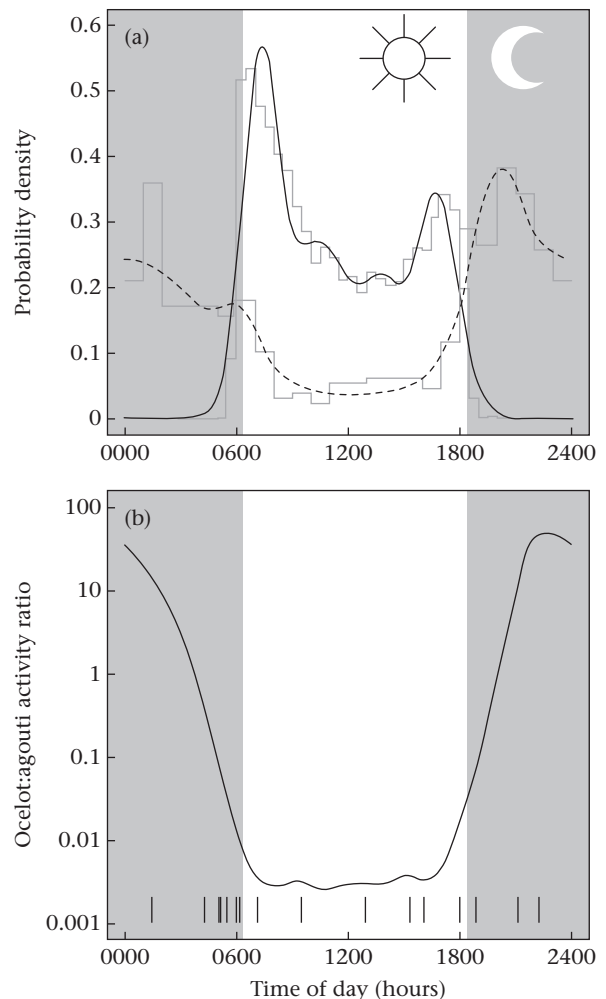 (a)
Probability density
0.6
0.5
0.4
0.3
0.2
0.1
0
0000 0600 1200 1800 2400
(b)
Ocelot:agouti activity ratio
100
10
1
0.1
0.01
0.001
0000 0600 1200 1800 2400
Time of day (hours)